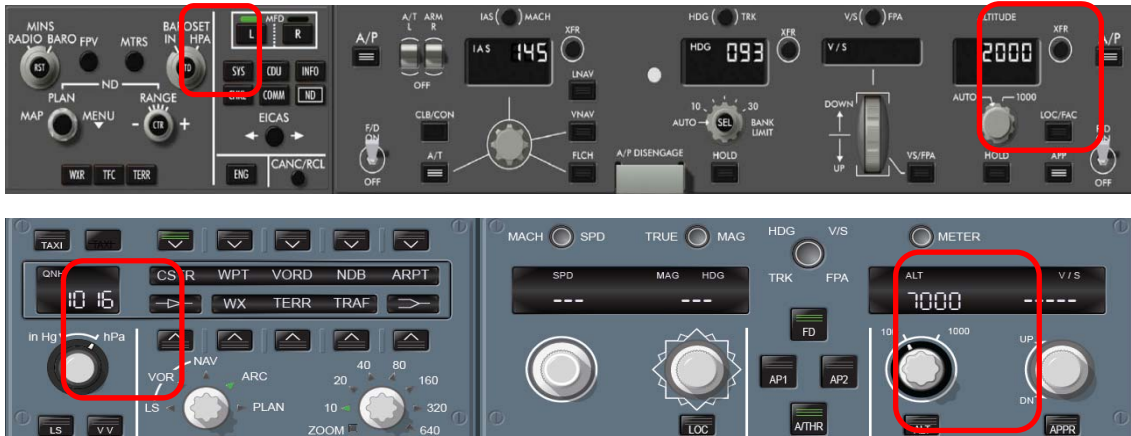 MINS
RADIO BARO
FPV
MTRS
BAROSET
IN HPA
RST
STD
ND
PLAN
MAP
MENU
RANGE
- CTR +
WXR TFC TERR
MFD
L R
SYS CDU INFO
CHKL COMM ND
EICAS
ENG
CANC/RCL
A/P
A/T ARM
L R
OFF
IAS MACH
XFR
IAS 145
LNAV
VNAV
FLCH
CLB/CON
A/T
F/D
ON
OFF
HDG TRK
XFR
HDG 093
10 30
AUTO SEL BANK
LIMIT
A/P DISENGAGE
HOLD
V/S FPA
V/S
DOWN
UP
VS/FPA
ALTITUDE
XFR
2000
AUTO 1000
LOC/FAC
HOLD
APP
A/P
F/D
ON
OFF
TAXI TAXI
QNH
1016
in Hg hPa
LS VV
CSTR WPT VORD NDB ARPT
WX TERR TRAF
LS VOR NAV ARC PLAN
10 20 40 80 160 320 640
ZOOM
MACH SPD
TRUE MAG
HDG V/S
TRK FPA
METER
SPD MAG HDG
--- ---
ALT V/S
7000 -----
FD
AP1 AP2
A/THR
LOC
100 1000
ALT
UP
DN
APPR